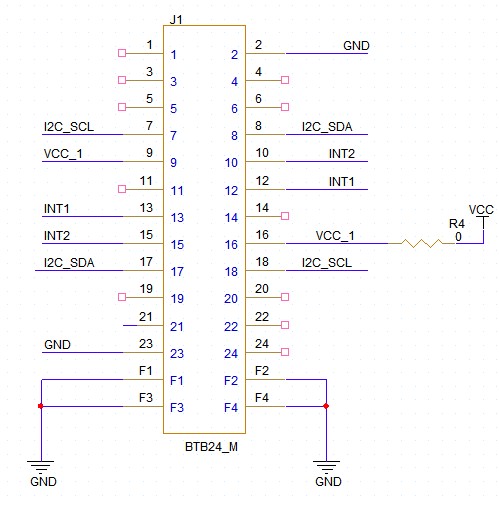 J1
1 1 2 2 GND
3 3 4 4
5 5 6 6
I2C_SCL 7 7 8 8 I2C_SDA
VCC_1 9 9 10 10 INT2
11 11 12 12 INT1
INT1 13 13 14 14
INT2 15 15 16 16 VCC_1 R4 0 VCC
I2C_SDA 17 17 18 18 I2C_SCL
19 19 20 20
21 21 22 22
GND 23 23 24 24
F1 F1 F2 F2
F3 F3 F4 F4
BTB24_M
GND GND